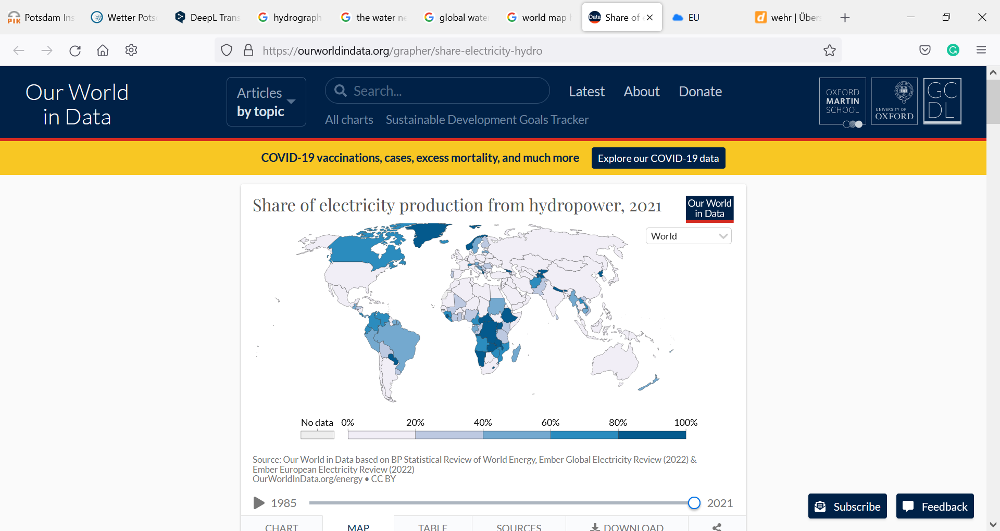 Potsdam Ins
Wetter Pots
DeepL Trans
hydrograph
the water ne
global wate
world map h
Share of e
EU
wehr | Übers
https://ourworldindata.org/grapher/share-electricity-hydro
Our World
in Data
Articles
by topic
Search...
Latest
About
Donate
All charts
Sustainable Development Goals Tracker
OXFORD
MARTIN
SCHOOL
UNIVERSITY OF
OXFORD
GC
DL
COVID-19 vaccinations, cases, excess mortality, and much more
Explore our COVID-19 data
Share of electricity production from hydropower, 2021
Our World
in Data
World
No data 0% 20% 40% 60% 80% 100%
Source: Our World in Data based on BP Statistical Review of World Energy, Ember Global Electricity Review (2022) &
Ember European Electricity Review (2022)
OurWorldInData.org/energy • CC BY
1985
2021
Subscribe
Feedback
CHART
MAP
TABLE
SOURCES
DOWNLOAD